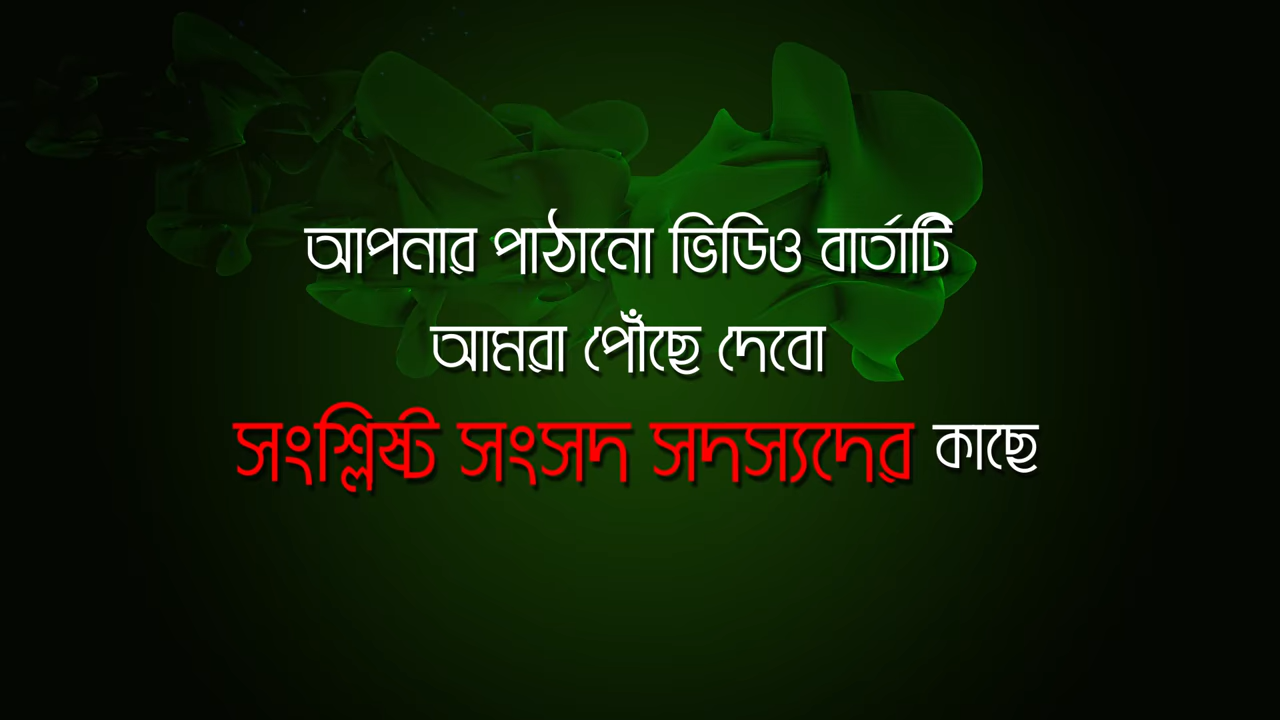 আপনার পাঠানো ভিডিও বার্তাটি
আমরা পৌঁছে দেবো
সংশ্লিষ্ট সংসদ সদস্যদের কাছে